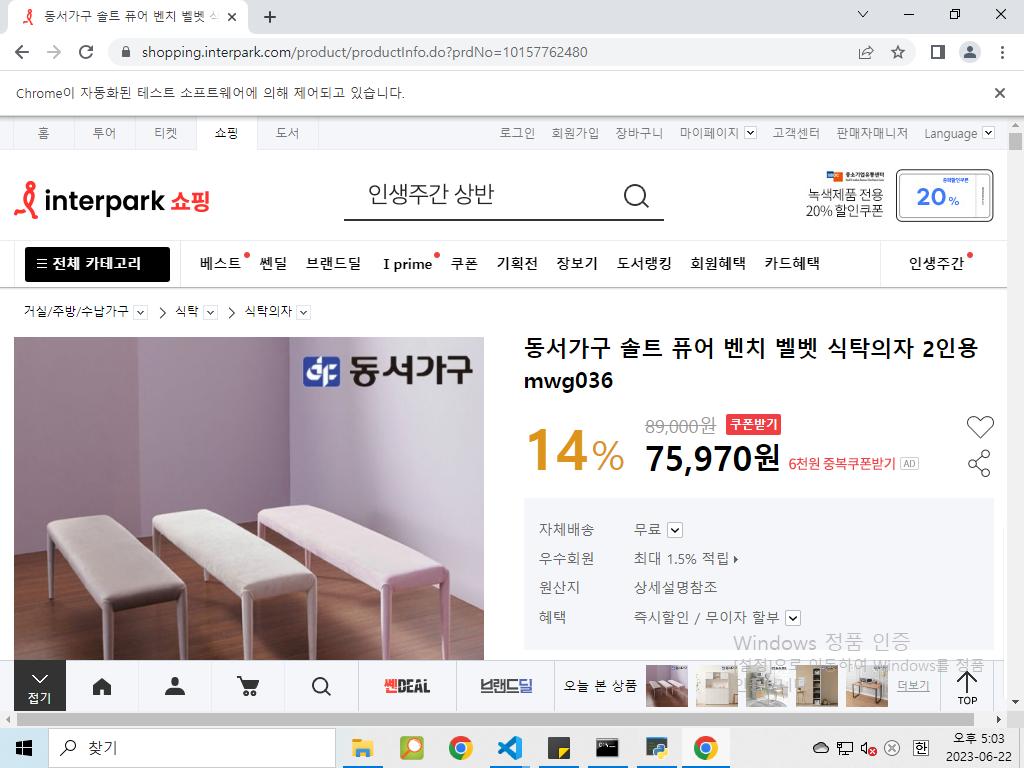 동서가구 솔트 퓨어 벤치 벨벳
shopping.interpark.com/product/productInfo.do?prdNo=10157762480
Chrome이 자동화된 테스트 소프트웨어에 의해 제어되고 있습니다.
홈 투어 티켓 쇼핑 도서 로그인 회원가입 장바구니 마이페이지 고객센터 판매자매니저 Language
interpark 쇼핑 인생주간 상반
중소기업유통센터
녹색제품 전용
20% 할인쿠폰
중복할인쿠폰
20%
전체 카테고리 베스트 쎈딜 브랜드딜 I prime 쿠폰 기획전 장보기 도서랭킹 회원혜택 카드혜택 인생주간
거실/주방/수납가구 식탁 식탁의자
동서가구
동서가구 솔트 퓨어 벤치 벨벳 식탁의자 2인용
mwg036
14% 89,000원 쿠폰받기
75,970원 6천원 중복쿠폰받기 AD
자체배송 무료
우수회원 최대 1.5% 적립
원산지 상세설명참조
혜택 즉시할인 / 무이자 할부
Windows 정품 인증
[설정]으로 이동하여 Windows를 정품
접기 쎈DEAL 브랜드딜 오늘 본 상품 더보기 TOP
찾기 한 오후 5:03
2023-06-22